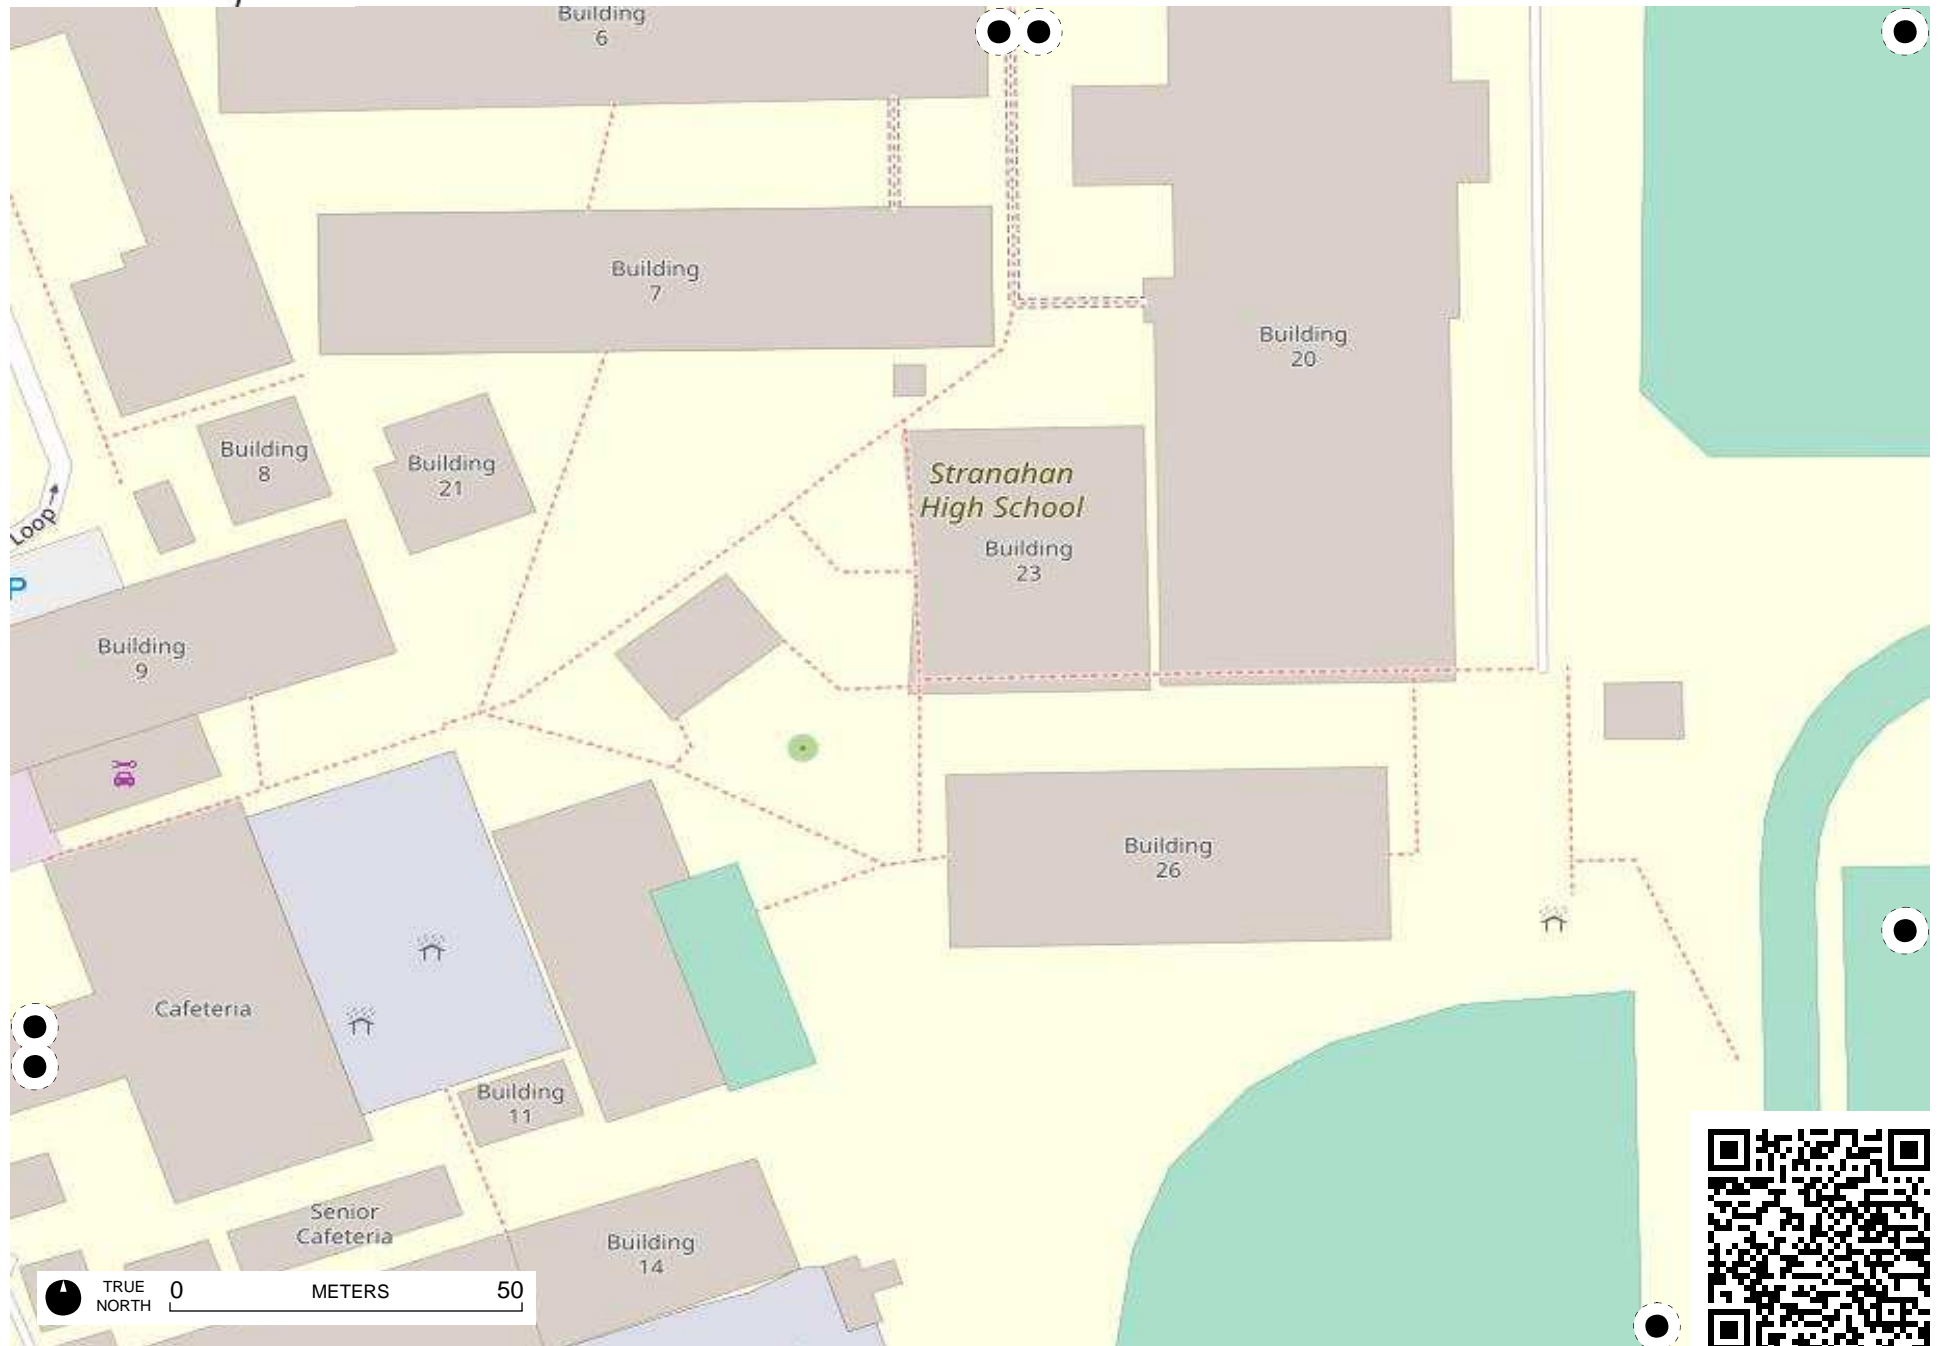 Building
6
Building
7
Building
20
Building
8
Building
21
Stranahan
High School
Building
23
Loop→
P
Building
9
Building
26
Cafeteria
Building
11
Senior
Cafeteria
Building
14
TRUE
NORTH
0
METERS
50